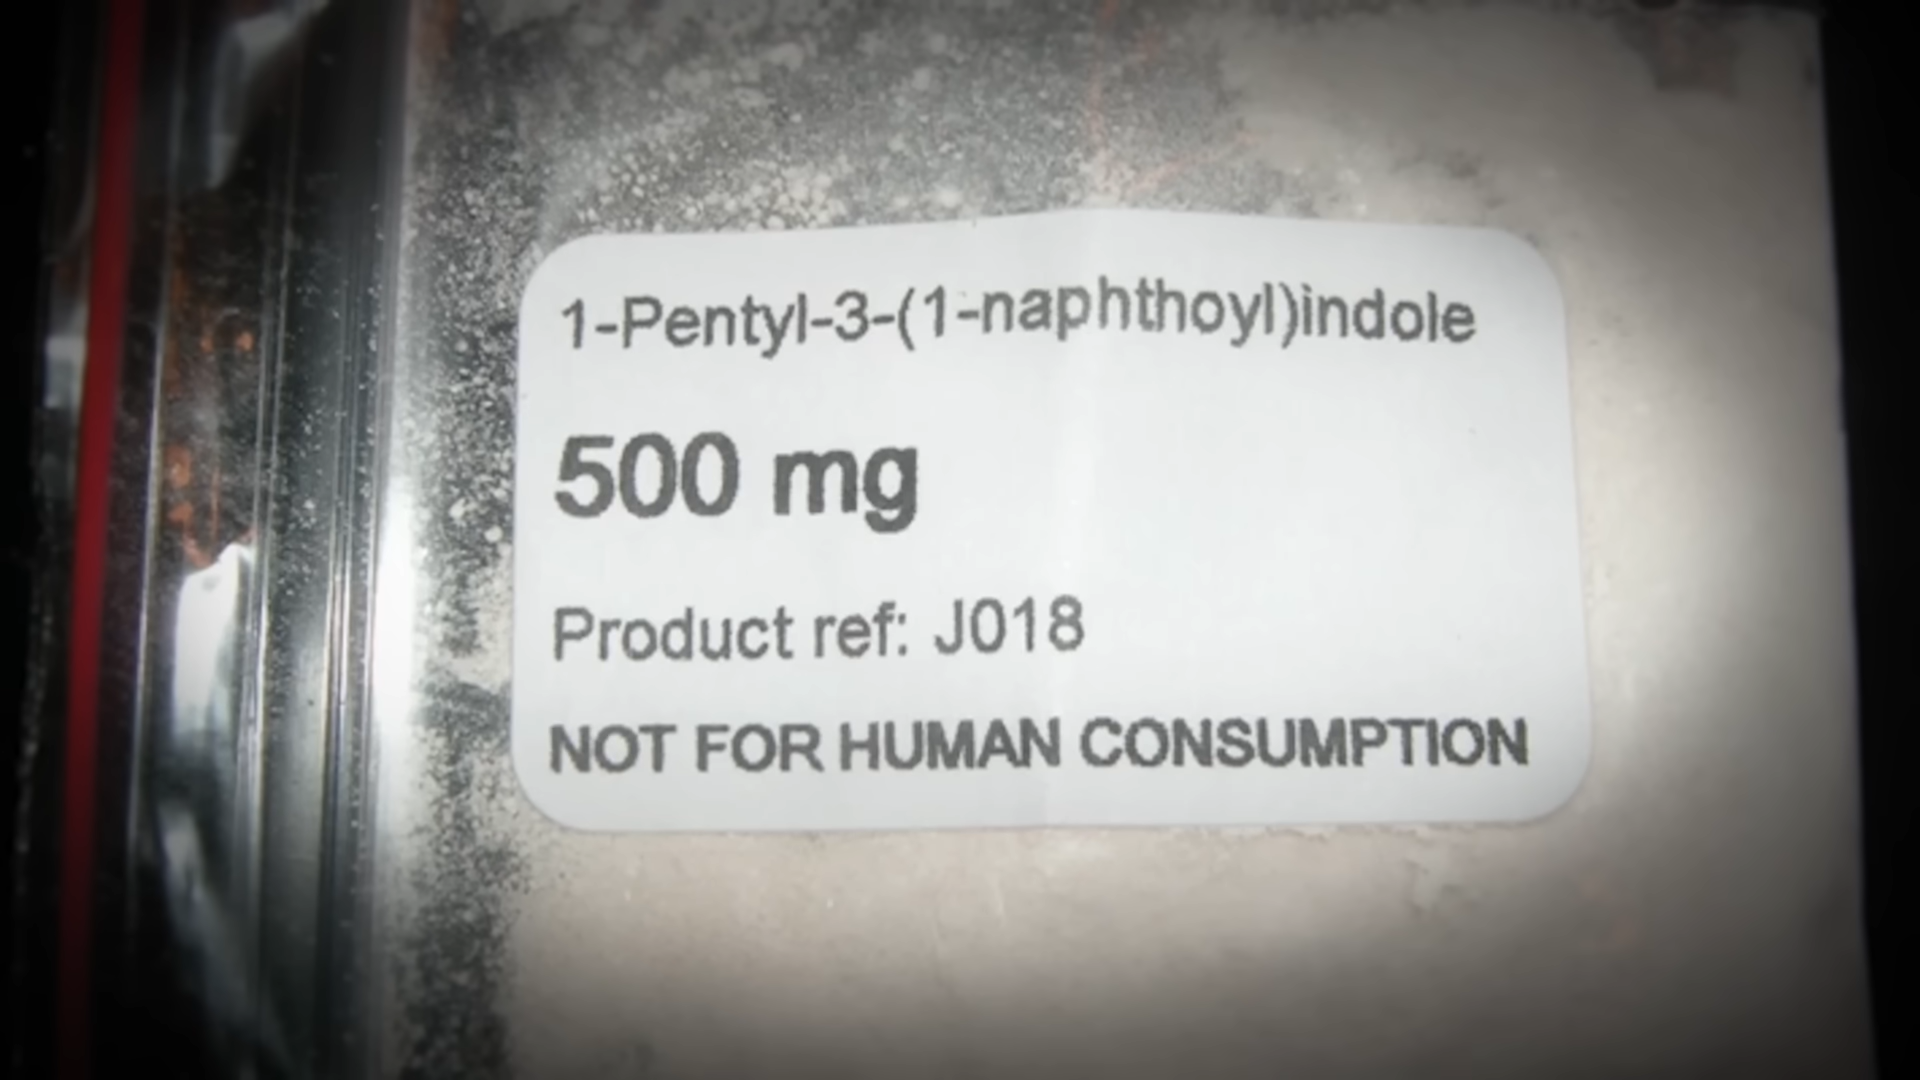 1-Pentyl-3-(1-naphthoyl)indole
500 mg
Product ref: J018
NOT FOR HUMAN CONSUMPTION